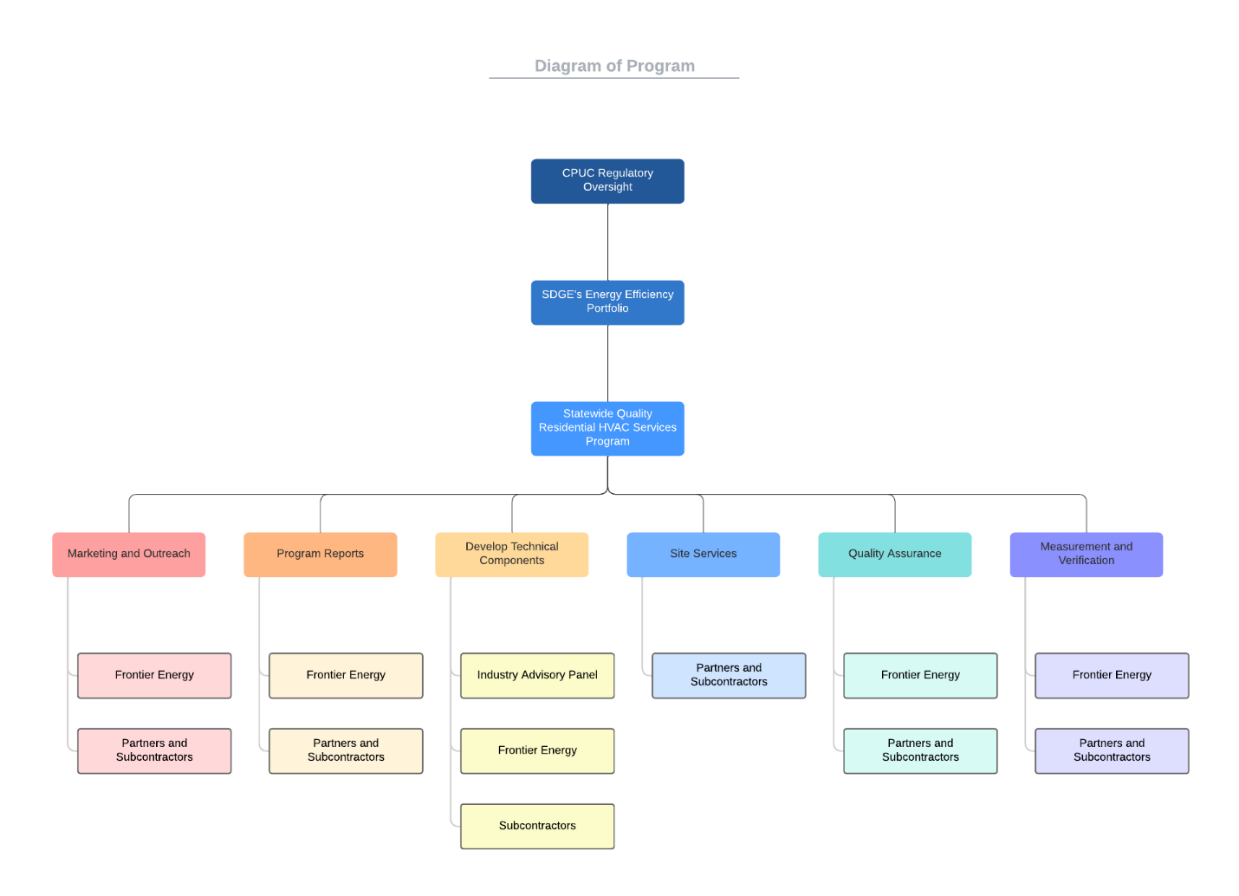 Diagram of Program
CPUC Regulatory
Oversight
SDGE's Energy Efficiency
Portfolio
Statewide Quality
Residential HVAC Services
Program
Marketing and Outreach
Program Reports
Develop Technical
Components
Site Services
Quality Assurance
Measurement and
Verification
Frontier Energy
Frontier Energy
Industry Advisory Panel
Partners and
Subcontractors
Frontier Energy
Frontier Energy
Partners and
Subcontractors
Partners and
Subcontractors
Frontier Energy
Partners and
Subcontractors
Partners and
Subcontractors
Subcontractors